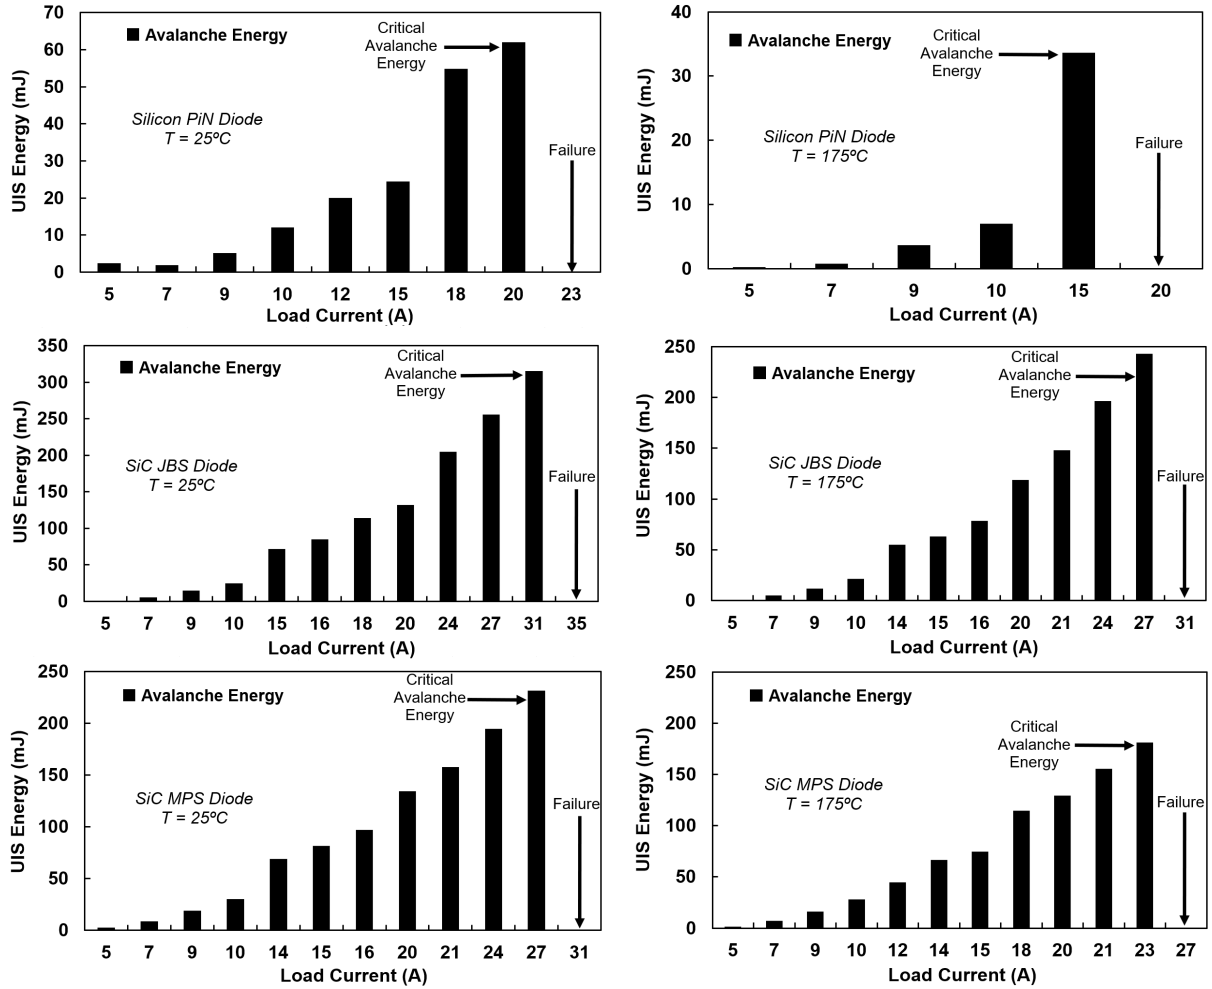 70
60
50
40
30
20
10
0
UIS Energy (mJ)
Avalanche Energy
Critical
Avalanche
Energy
Silicon PiN Diode
T = 25ºC
Failure
5 7 9 10 12 15 18 20 23
Load Current (A)
40
30
20
10
0
UIS Energy (mJ)
Avalanche Energy
Critical
Avalanche
Energy
Silicon PiN Diode
T = 175ºC
Failure
5 7 9 10 15 20
Load Current (A)
350
300
250
200
150
100
50
0
UIS Energy (mJ)
Avalanche Energy
Critical
Avalanche
Energy
SiC JBS Diode
T = 25ºC
Failure
5 7 9 10 15 16 18 20 24 27 31 35
Load Current (A)
250
200
150
100
50
0
UIS Energy (mJ)
Avalanche Energy
Critical
Avalanche
Energy
SiC JBS Diode
T = 175ºC
Failure
5 7 9 10 14 15 16 20 21 24 27 31
Load Current (A)
250
200
150
100
50
0
UIS Energy (mJ)
Avalanche Energy
Critical
Avalanche
Energy
SiC MPS Diode
T = 25ºC
Failure
5 7 9 10 14 15 16 20 21 24 27 31
Load Current (A)
250
200
150
100
50
0
UIS Energy (mJ)
Avalanche Energy
Critical
Avalanche
Energy
SiC MPS Diode
T = 175ºC
Failure
5 7 9 10 12 14 15 18 20 21 23 27
Load Current (A)